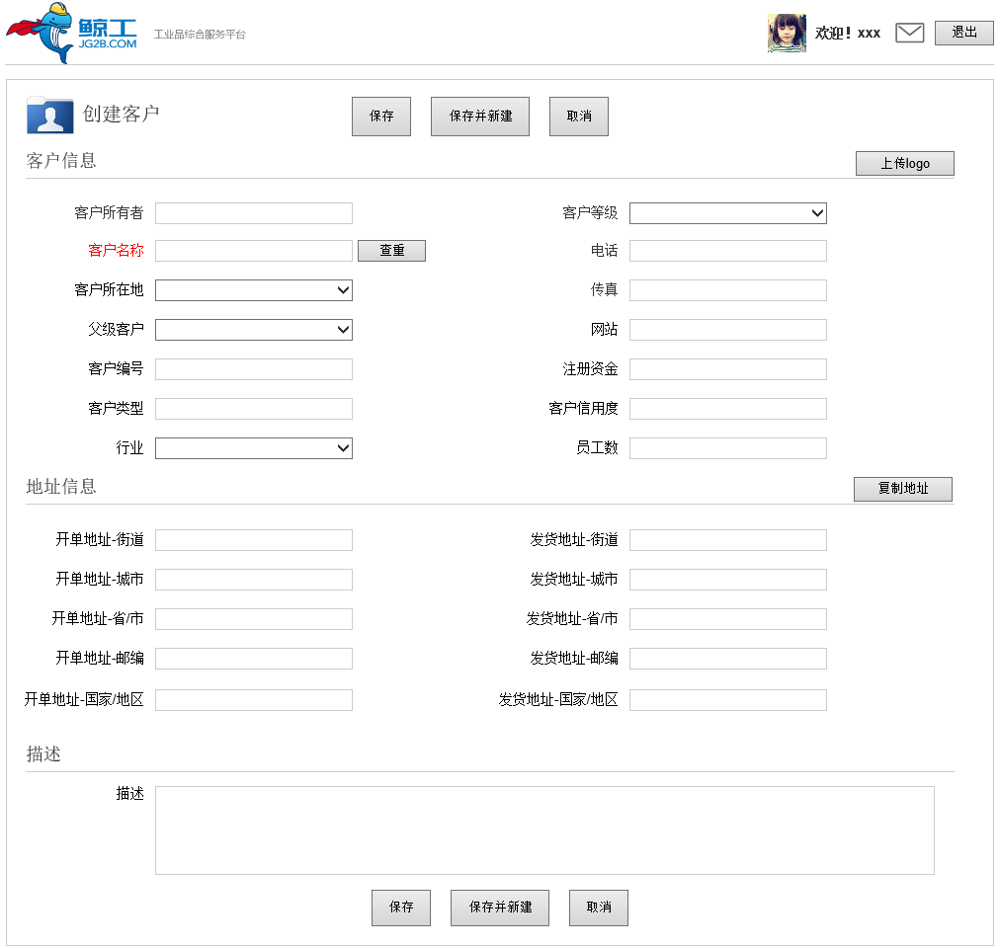 鲸工
JG2B.COM
工业品综合服务平台
欢迎！xxx
退出
创建客户
保存
保存并新建
取消
客户信息
上传logo
客户所有者
客户等级
客户名称
查重
电话
客户所在地
传真
父级客户
网站
客户编号
注册资金
客户类型
客户信用度
行业
员工数
地址信息
复制地址
开单地址-街道
发货地址-街道
开单地址-城市
发货地址-城市
开单地址-省/市
发货地址-省/市
开单地址-邮编
发货地址-邮编
开单地址-国家/地区
发货地址-国家/地区
描述
描述
保存
保存并新建
取消